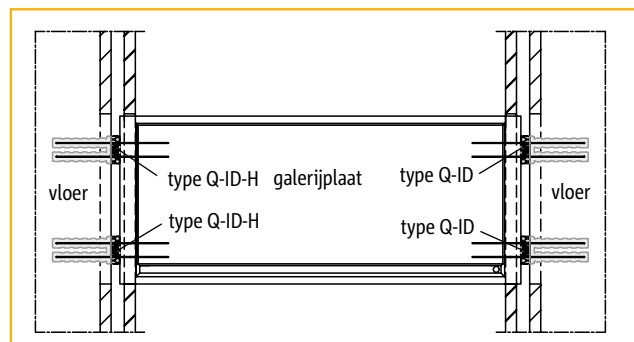 type Q-ID-H galerijplaat type Q-ID
vloer vloer
type Q-ID-H type Q-ID